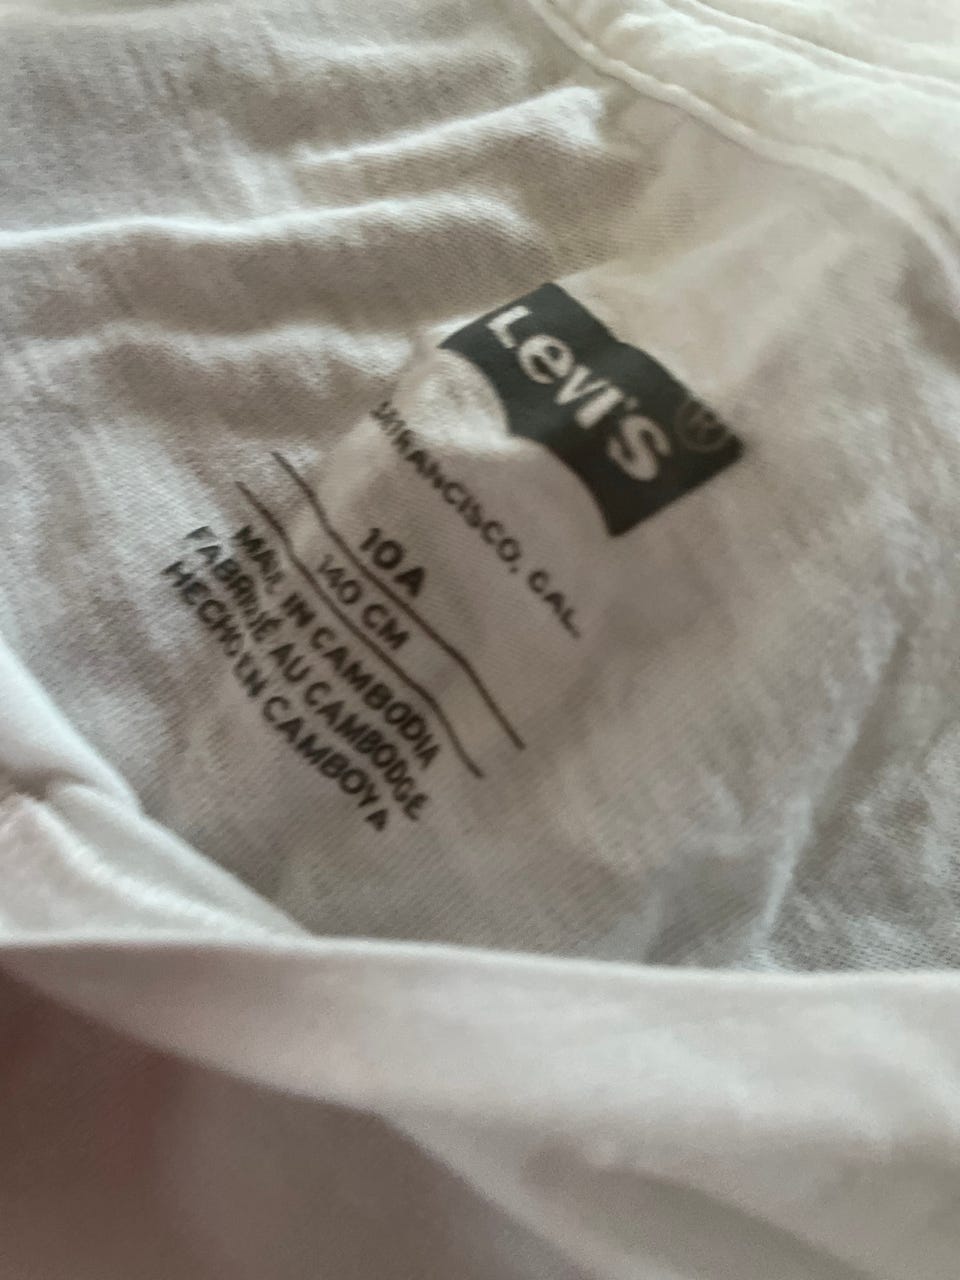 Levi's®
SAN FRANCISCO, CAL.
10A
140 CM
MADE IN CAMBODIA
FABRIQUÉ AU CAMBODGE
HECHO EN CAMBOYA